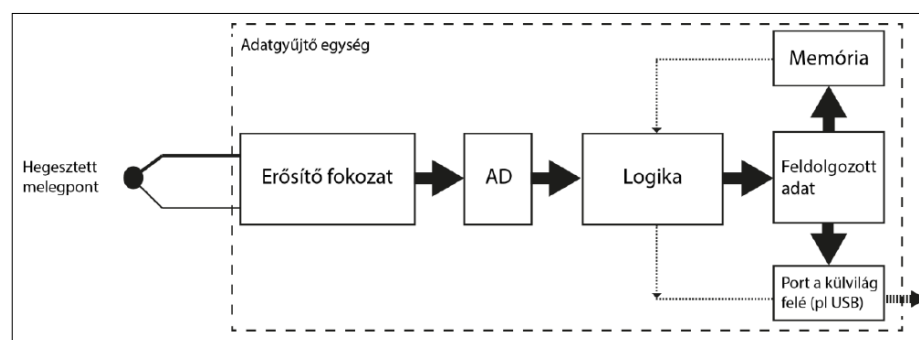 Adatgyűjtő egység
Memória
Hegesztett
melegpont
Erősítő fokozat
AD
Logika
Feldolgozott
adat
Port a külvilág
felé (pl USB)